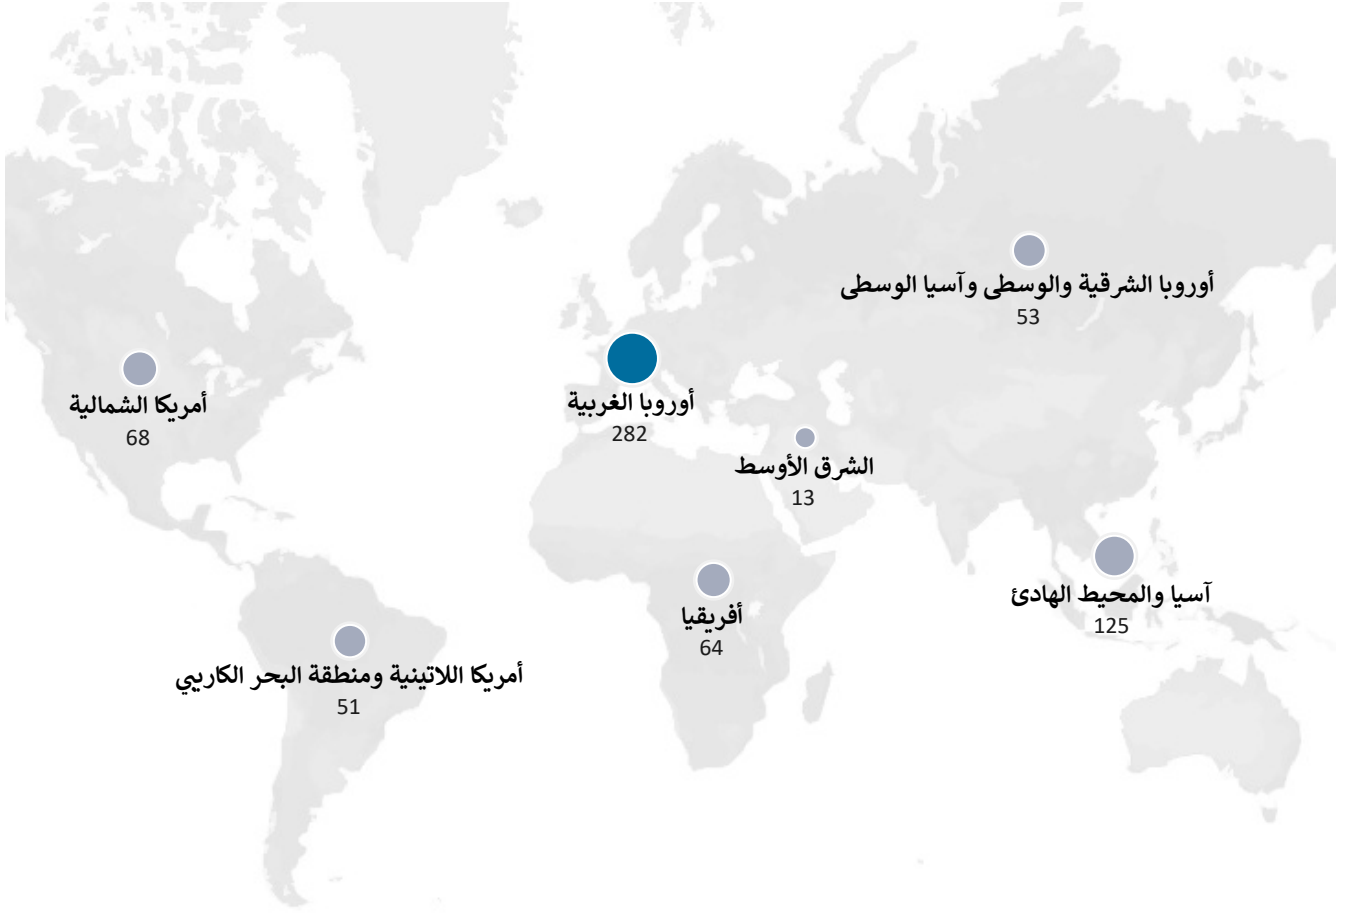 أوروبا الشرقية والوسطى وآسيا الوسطى
53
أوروبا الغربية
282
أمريكا الشمالية
68
الشرق الأوسط
13
آسيا والمحيط الهادئ
125
أفريقيا
64
أمريكا اللاتينية ومنطقة البحر الكاريبي
51